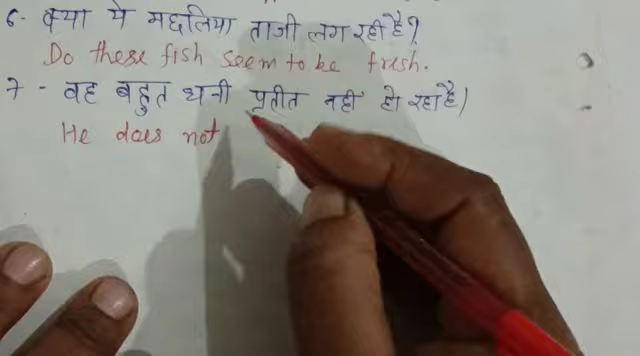 6- क्या ये मछलिया ताजी लग रही है?
Do these fish seem to be fresh.
7 - वह बहुत धनी प्रतीत नहीं हो रहा है।
He does not